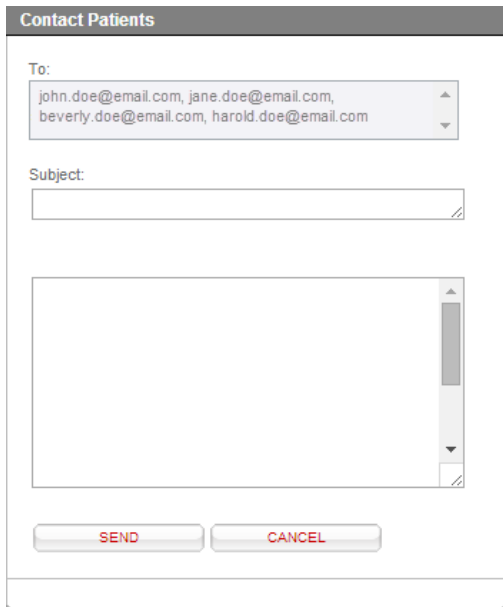 Contact Patients
To:
john.doe@email.com, jane.doe@email.com,
beverly.doe@email.com, harold.doe@email.com
Subject:
SEND
CANCEL